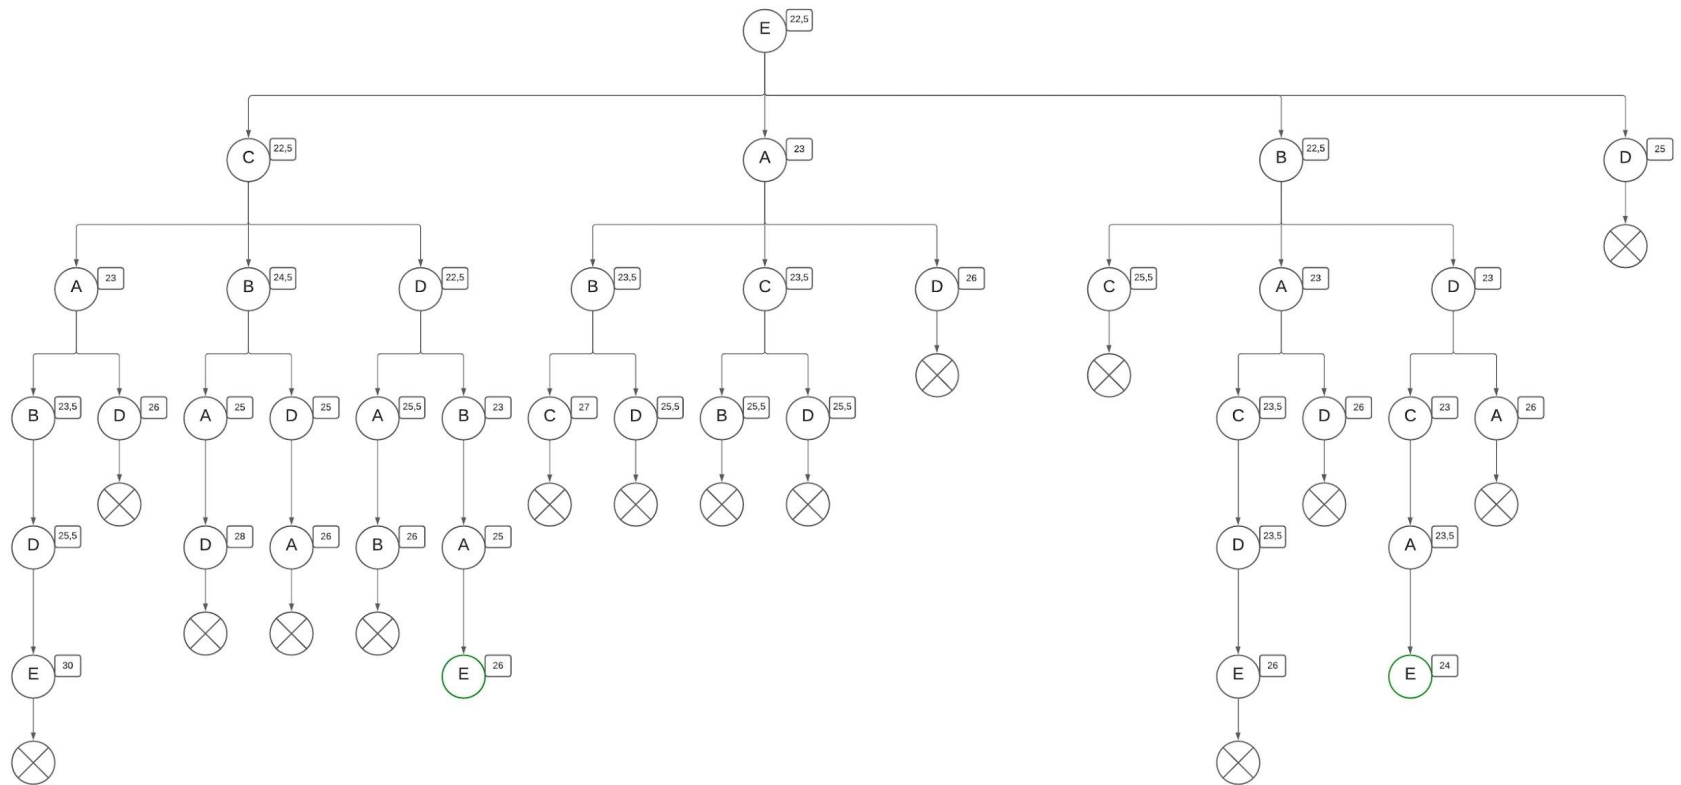 E 22,5
C 22,5 A 23 B 22,5 D 25
A 23 B 24,5 D 22,5 B 23,5 C 23,5 D 26 C 25,5 A 23 D 23
B 23,5 D 26 A 25 D 25 A 25,5 B 23 C 27 D 25,5 B 25,5 D 25,5 C 23,5 D 26 C 23 A 26
D 25,5 D 28 A 26 B 26 A 25 D 23,5 A 23,5
E 30 E 26 E 26 E 24